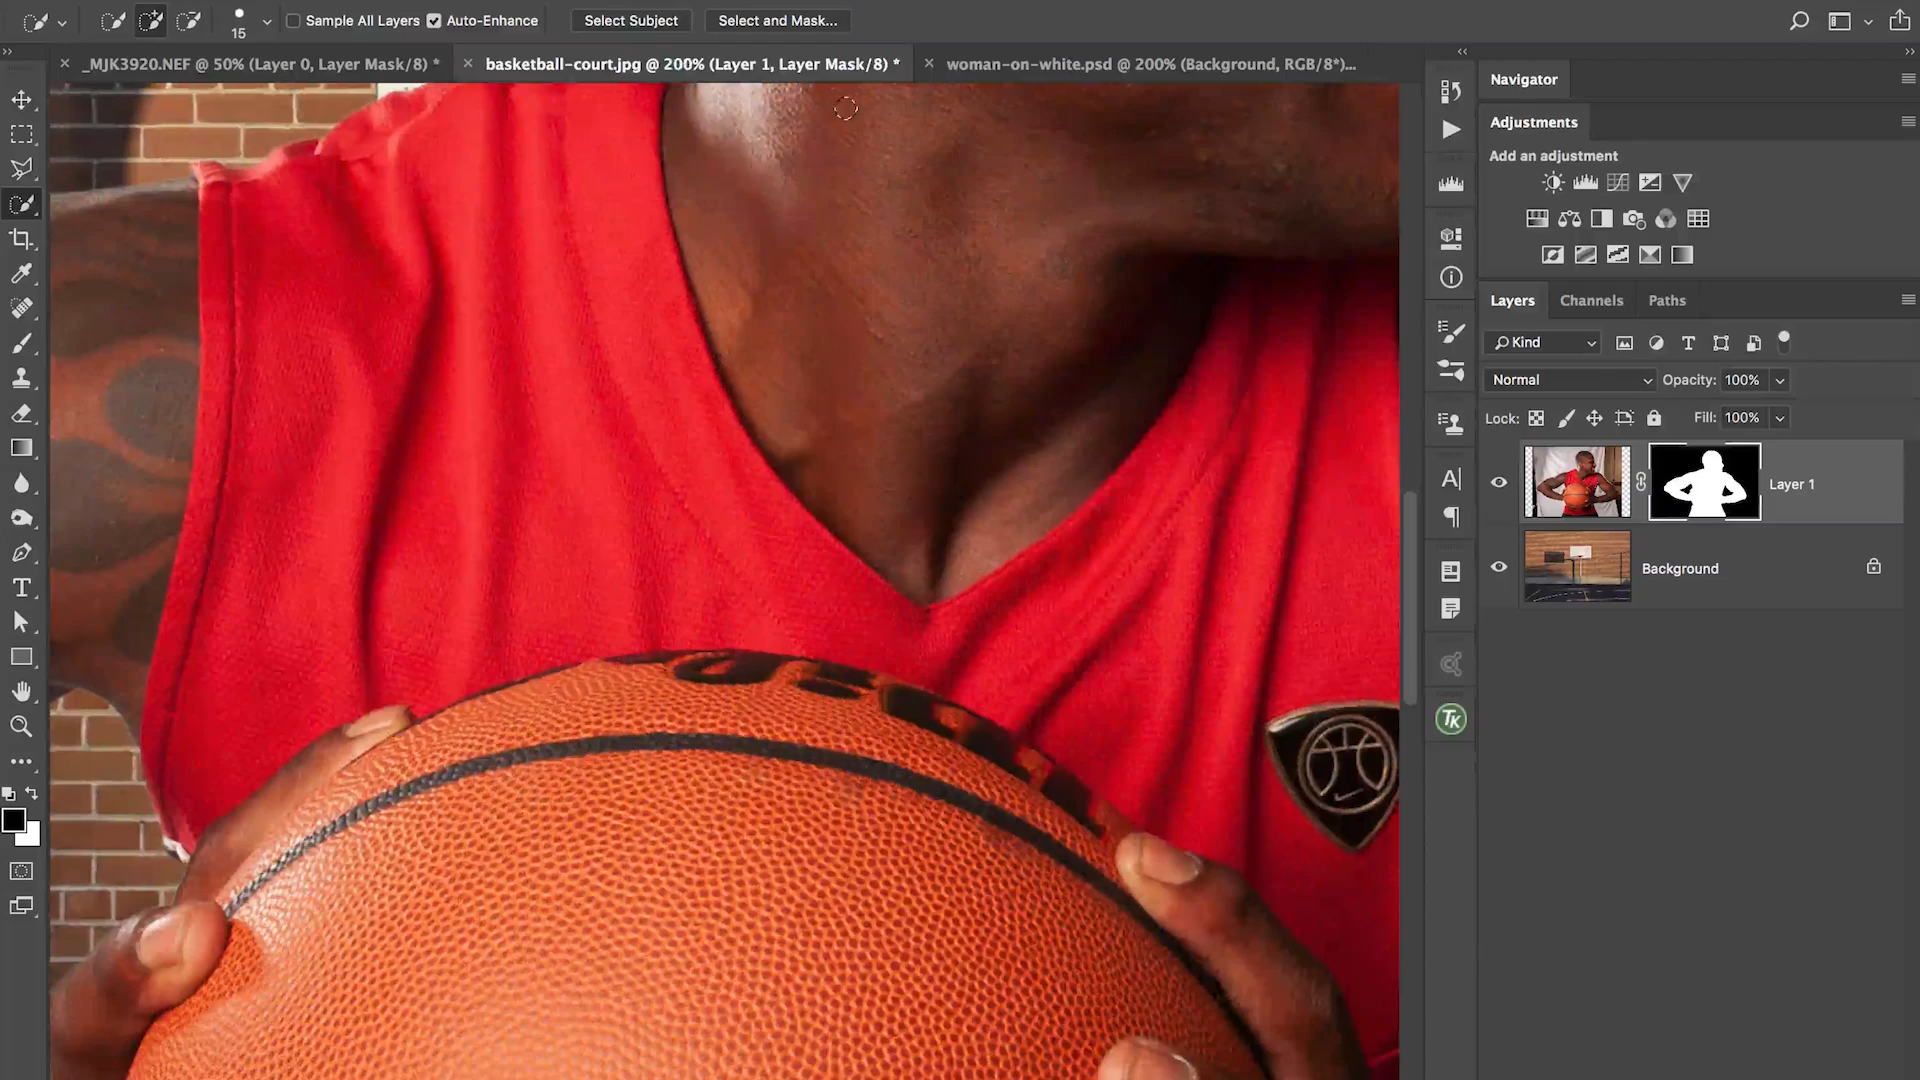 15
Sample All Layers
Auto-Enhance
Select Subject
Select and Mask...
_MJK3920.NEF @ 50% (Layer 0, Layer Mask/8) *
basketball-court.jpg @ 200% (Layer 1, Layer Mask/8) *
woman-on-white.psd @ 200% (Background, RGB/8*)...
Navigator
Adjustments
Add an adjustment
Layers
Channels
Paths
Kind
Normal
Opacity: 100%
Lock:
Fill: 100%
Layer 1
Background
TK